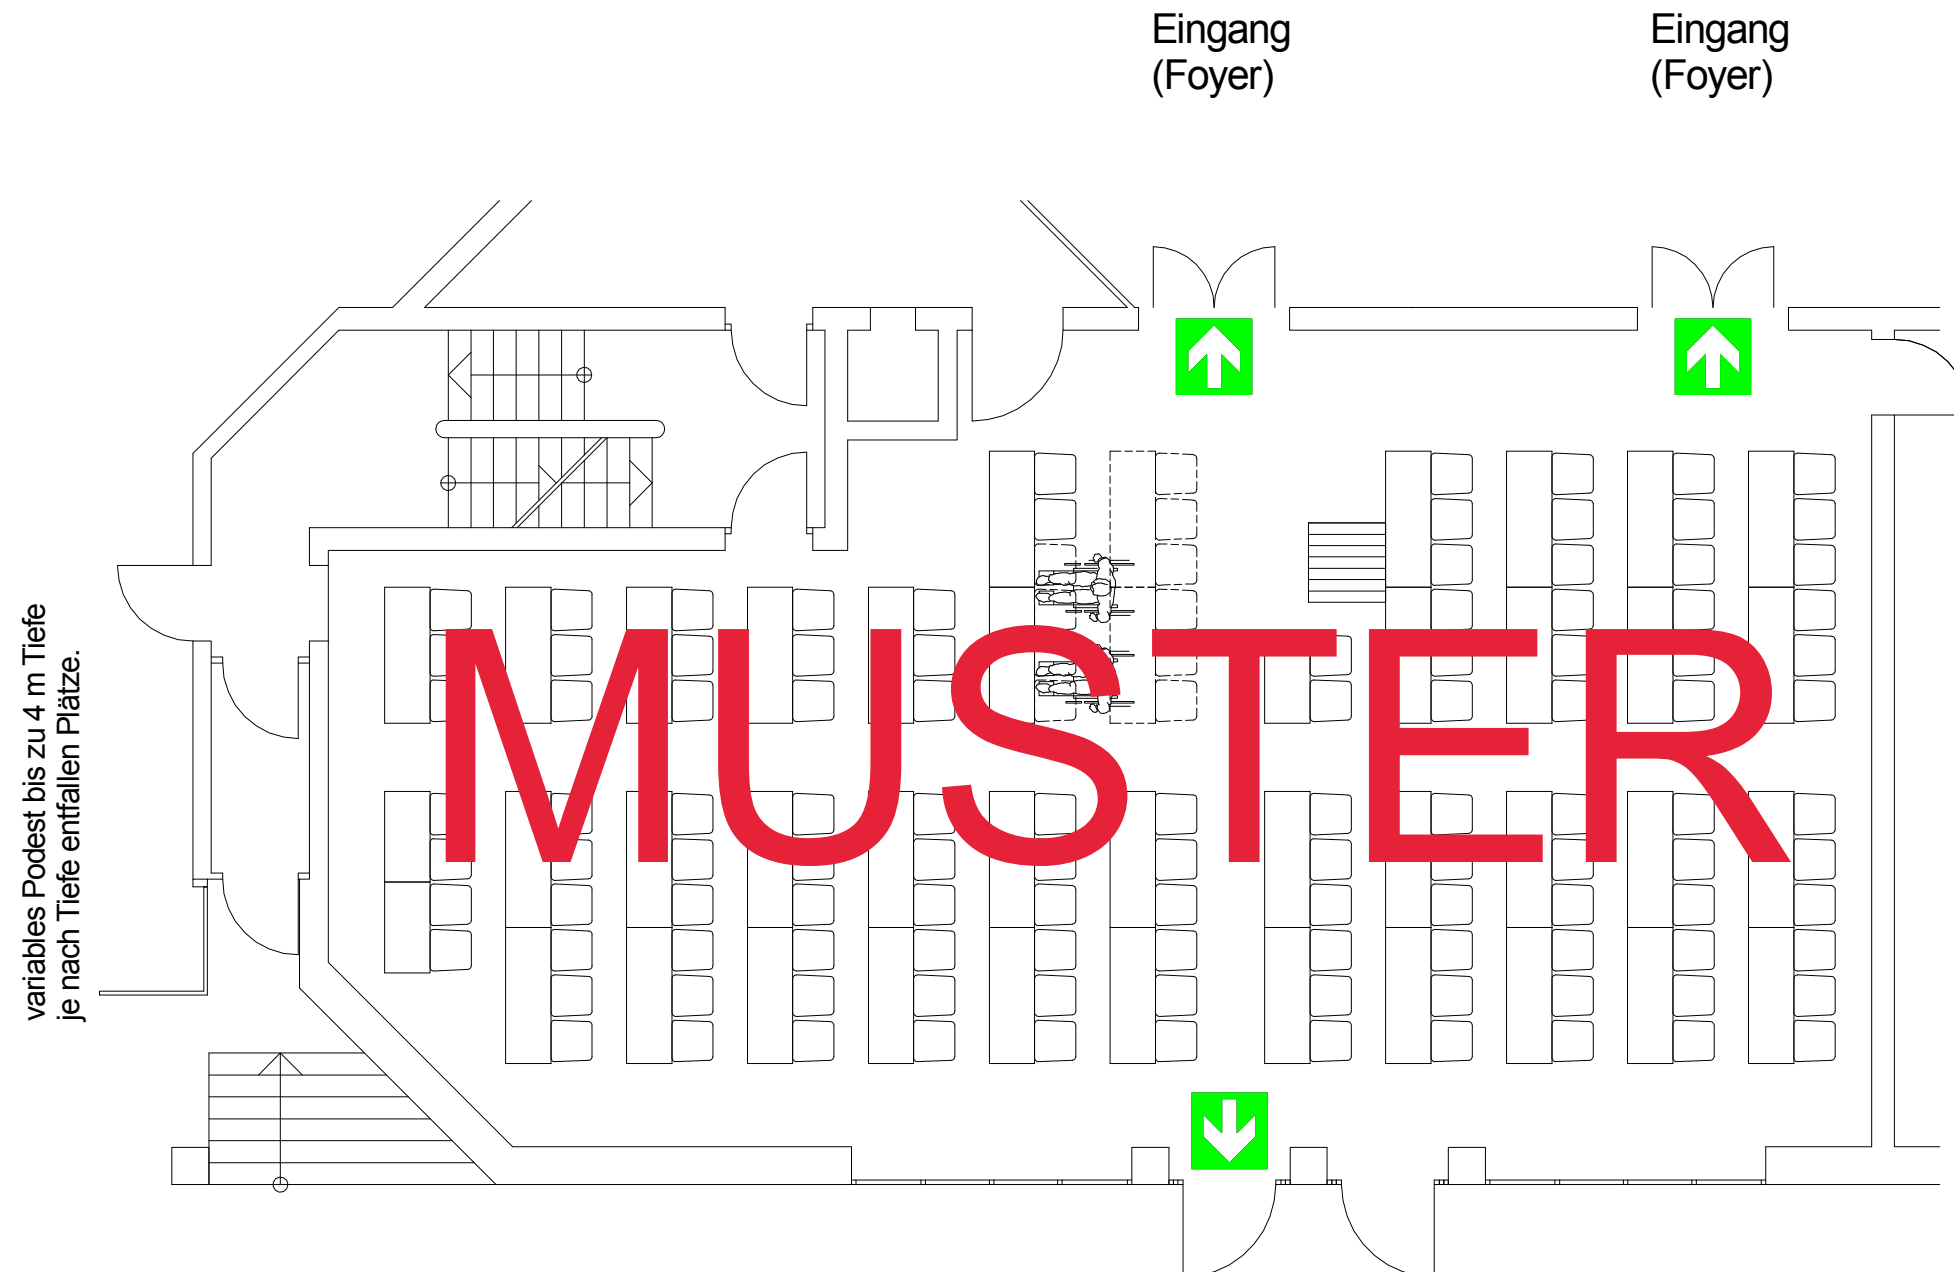 Eingang
(Foyer)
Eingang
(Foyer)
variables Podest bis zu 4 m Tiefe
je nach Tiefe entfallen Plätze.
MUSTER